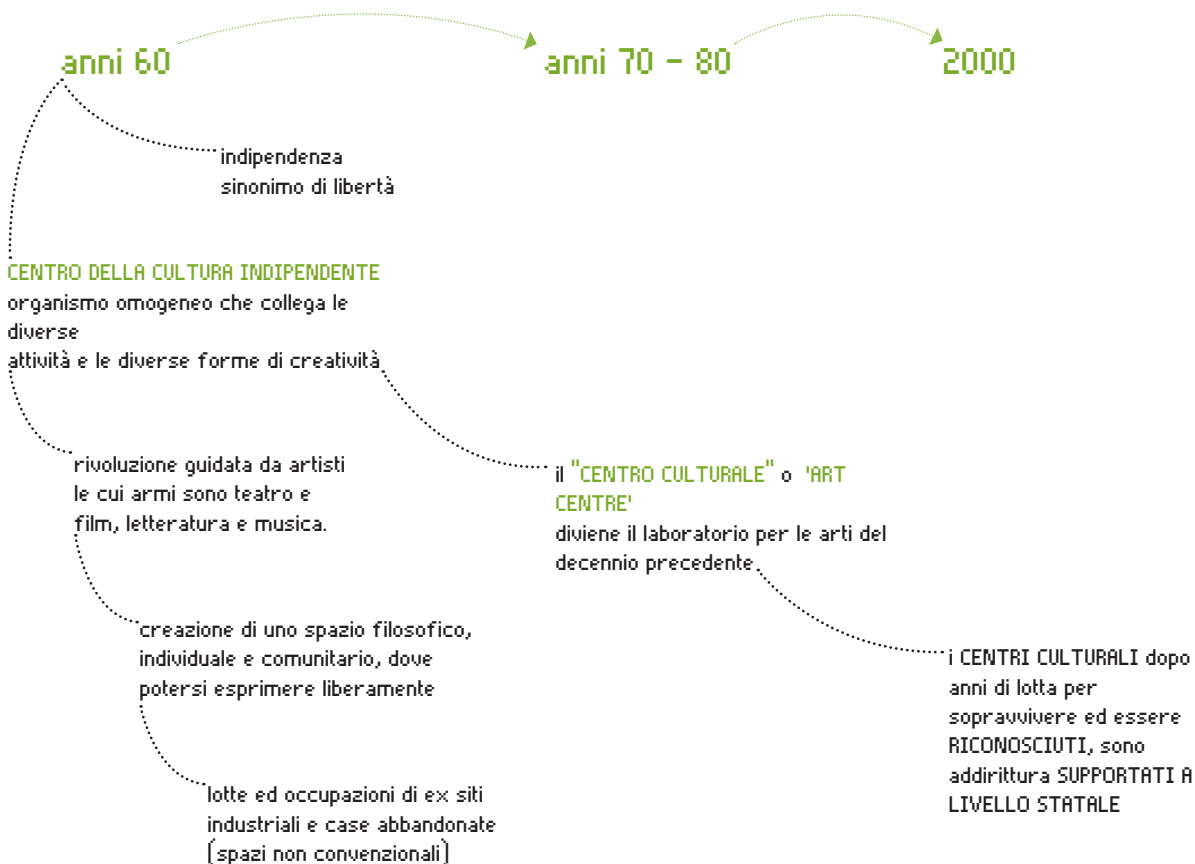 anni 60
anni 70 - 80
2000
indipendenza
sinonimo di libertà
CENTRO DELLA CULTURA INDIPENDENTE
organismo omogeneo che collega le
diverse
attività e le diverse forme di creatività
rivoluzione guidata da artisti
le cui armi sono teatro e
film, letteratura e musica.
creazione di uno spazio filosofico,
individuale e comunitario, dove
potersi esprimere liberamente
lotte ed occupazioni di ex siti
industriali e case abbandonate
(spazi non convenzionali)
il "CENTRO CULTURALE" o 'ART
CENTRE'
diviene il laboratorio per le arti del
decennio precedente
i CENTRI CULTURALI dopo
anni di lotta per
sopravvivere ed essere
RICONOSCIUTI, sono
addirittura SUPPORTATI A
LIVELLO STATALE